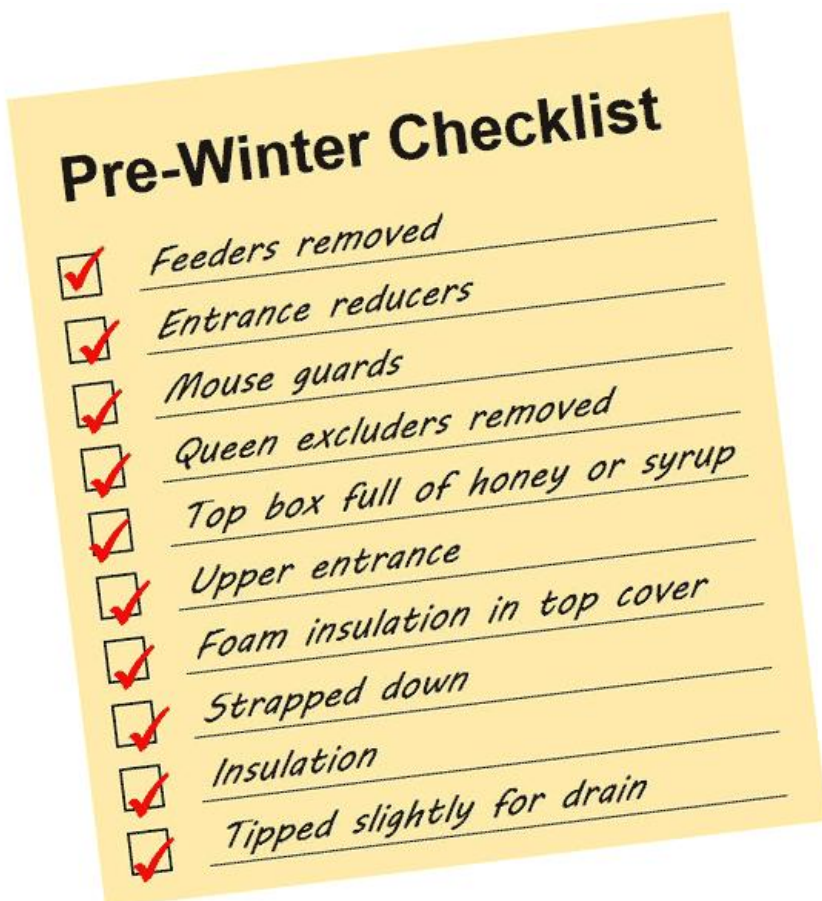 Pre-Winter Checklist
Feeders removed
Entrance reducers
Mouse guards
Queen excluders removed
Top box full of honey or syrup
Upper entrance
Foam insulation in top cover
Strapped down
Insulation
Tipped slightly for drain